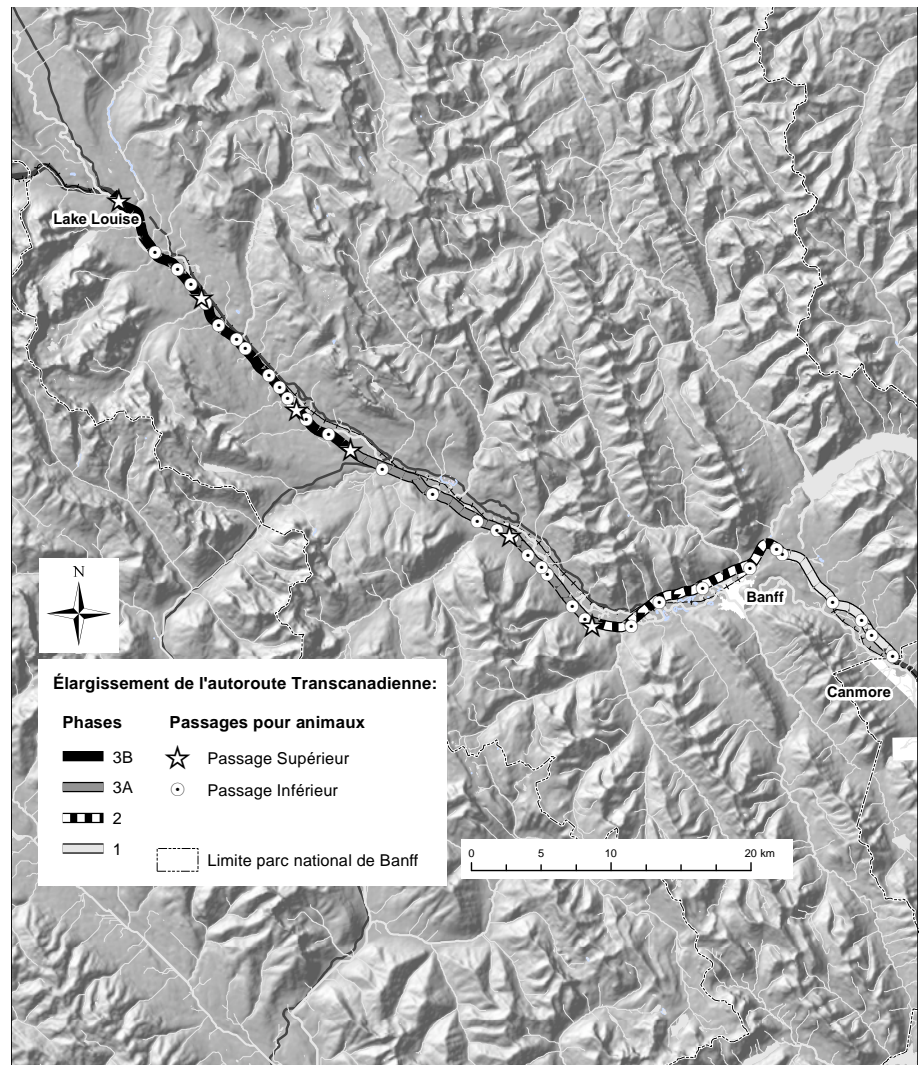 Lake Louise
Banff
Canmore
N
Élargissement de l'autoroute Transcanadienne:
Phases
Passages pour animaux
3B
Passage Supérieur
3A
Passage Inférieur
2
1
Limite parc national de Banff
0 5 10 20 km